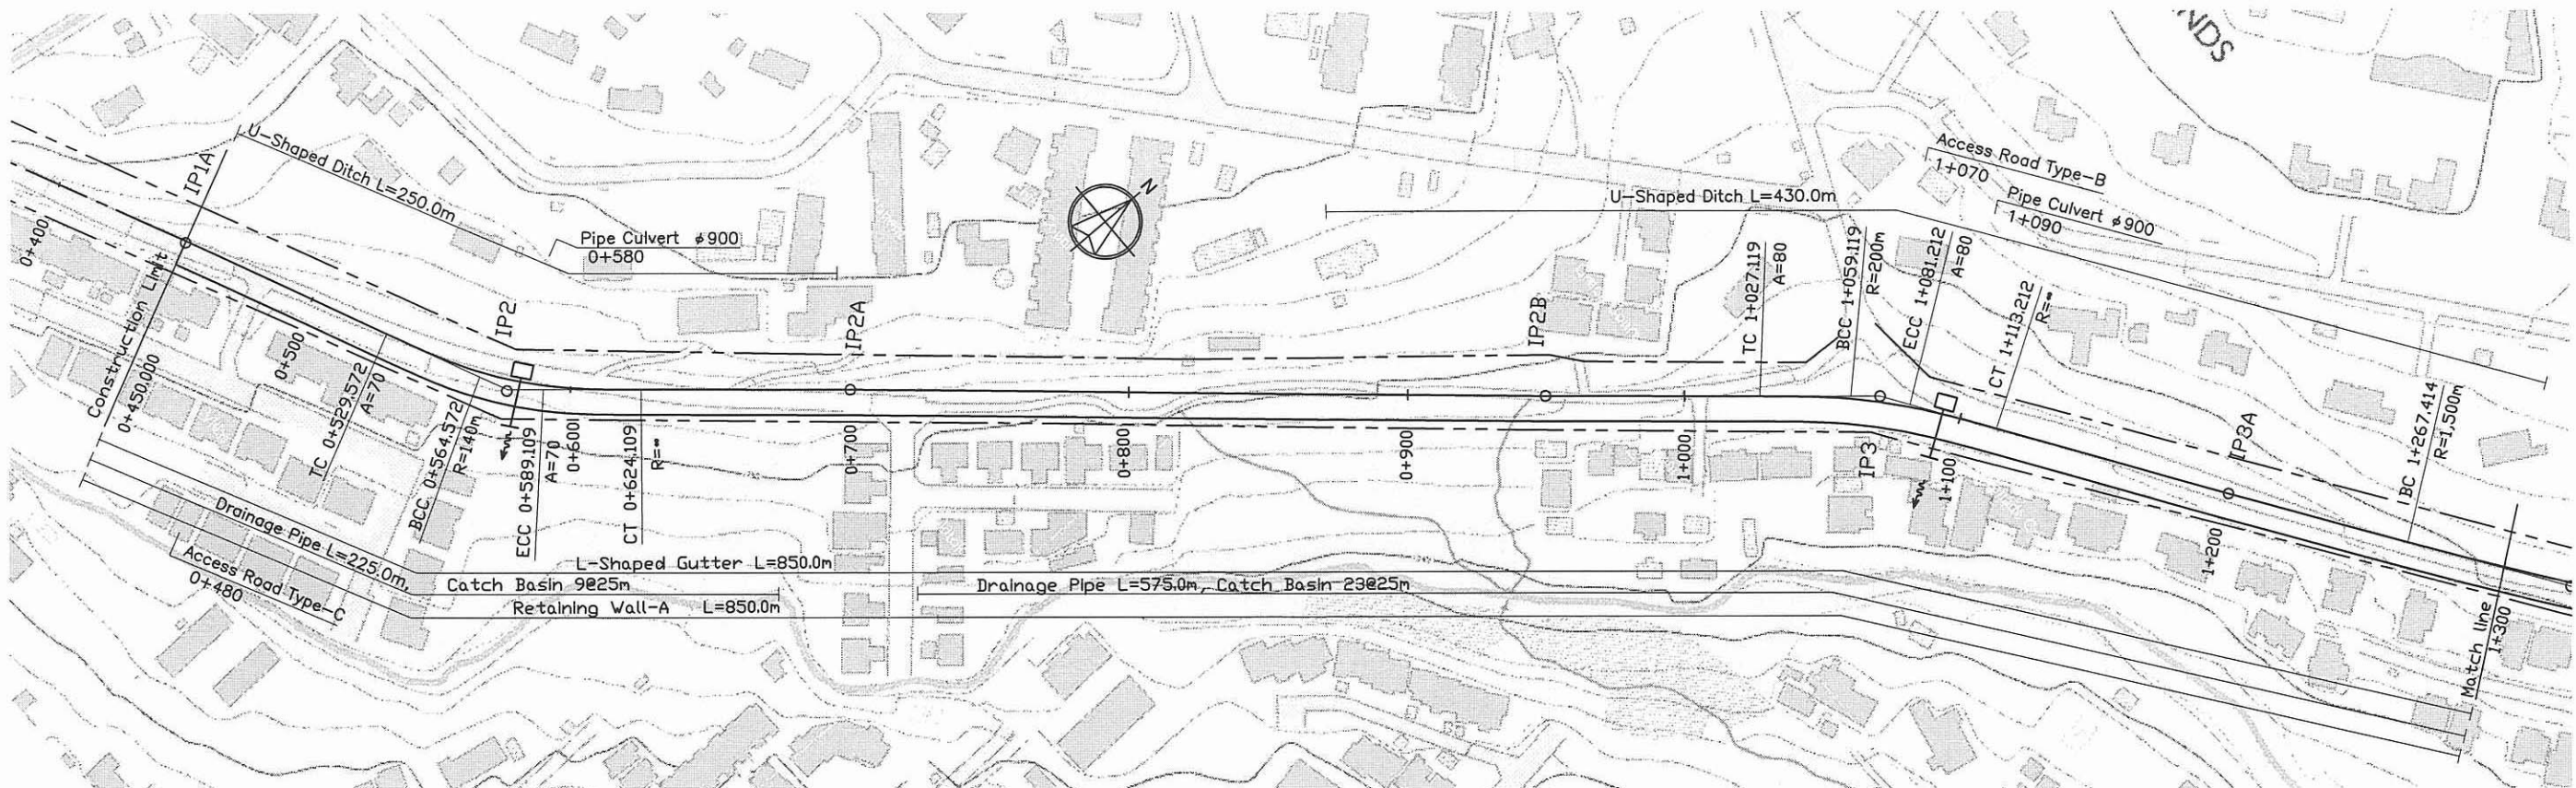 NDS
IP1A
U-Shaped Ditch L=250.0m
0+400
Construction Limit
0+450.000
Pipe Culvert φ900
0+580
0+500
TC 0+529.572
A=70
IP2
BCC 0+564.572
R=140m
ECC 0+589.109
A=70
0+600
CT 0+624.109
R=∞
IP2A
0+700
N
0+800
0+900
U-Shaped Ditch L=430.0m
IP2B
1+000
TC 1+027.119
A=80
BCC 1+059.119
R=200m
IP3
ECC 1+081.212
A=80
Access Road Type-B
1+070
Pipe Culvert φ900
1+090
1+100
CT 1+113.212
R=∞
IP3A
1+200
BC 1+267.414
R=1,500m
Match line
1+300
Drainage Pipe L=225.0m,
Catch Basin 9@25m
Access Road Type-C
0+480
L-Shaped Gutter L=850.0m
Retaining Wall-A L=850.0m
Drainage Pipe L=575.0m, Catch Basin 23@25m